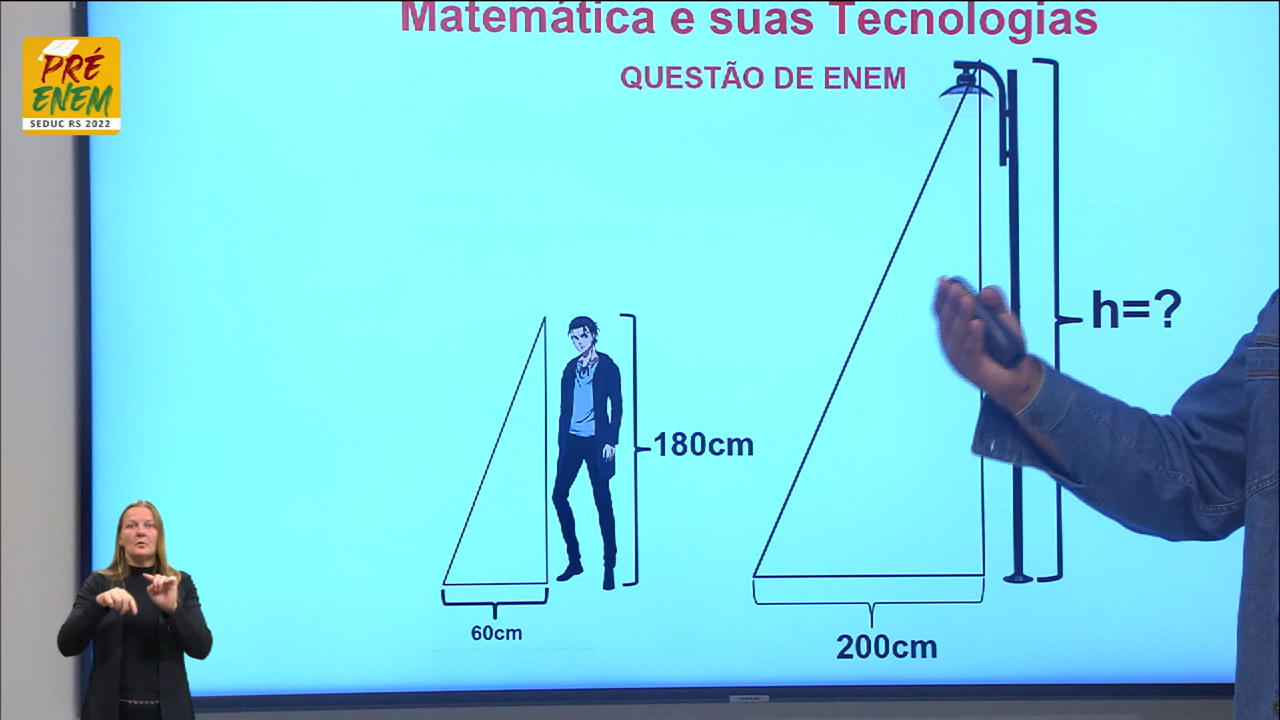 Matemática e suas Tecnologias
QUESTÃO DE ENEM
PRÉ
ENEM
SEDUC RS 2022
h=?
180cm
60cm
200cm